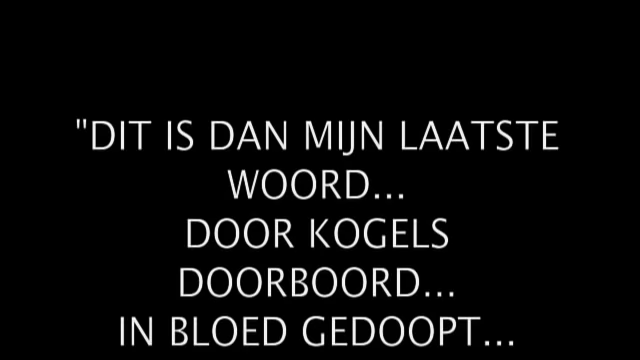 "DIT IS DAN MIJN LAATSTE
WOORD...
DOOR KOGELS
DOORBOORD...
IN BLOED GEDOOPT...